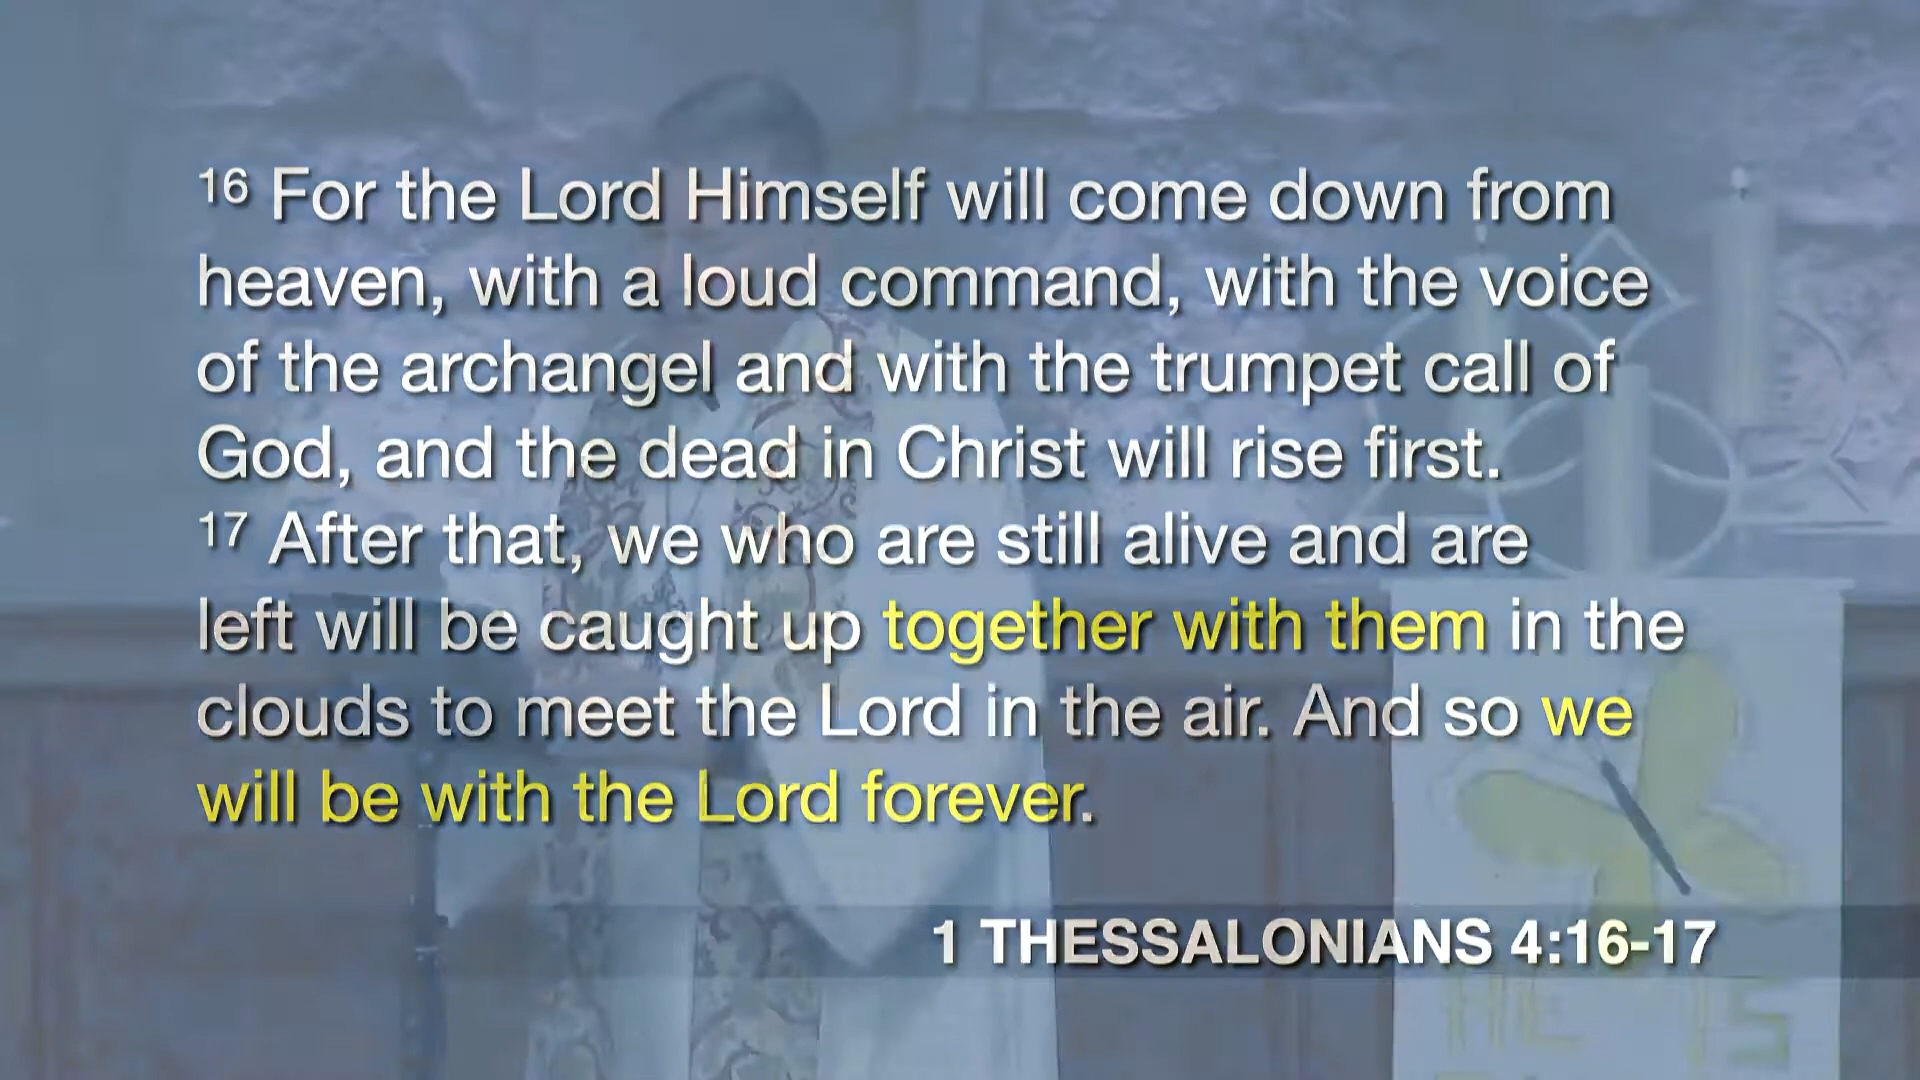 16 For the Lord Himself will come down from
heaven, with a loud command, with the voice
of the archangel and with the trumpet call of
God, and the dead in Christ will rise first.
17 After that, we who are still alive and are
left will be caught up together with them in the
clouds to meet the Lord in the air. And so we
will be with the Lord forever.
1 THESSALONIANS 4:16-17
HE IS